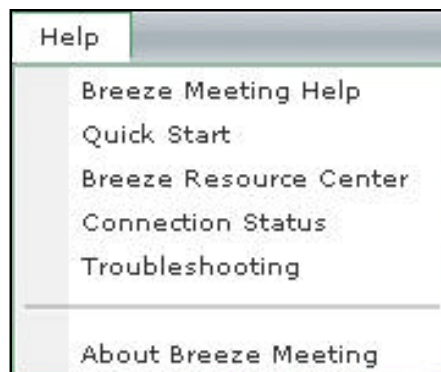 Help
Breeze Meeting Help
Quick Start
Breeze Resource Center
Connection Status
Troubleshooting
About Breeze Meeting